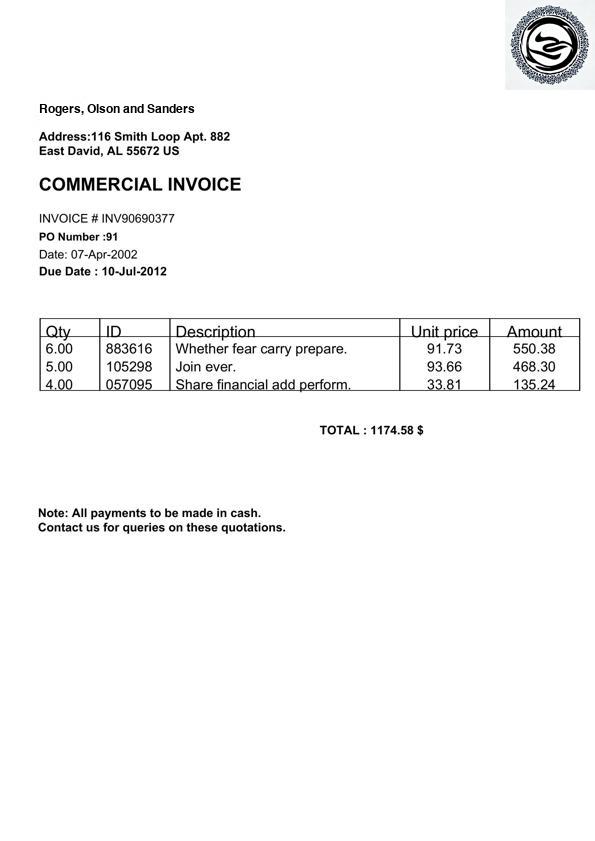 Rogers, Olson and Sanders
Address:116 Smith Loop Apt. 882
East David, AL 55672 US
COMMERCIAL INVOICE
INVOICE # INV90690377
PO Number :91
Date: 07-Apr-2002
Due Date : 10-Jul-2012
Qty ID Description Unit price Amount
6.00 883616 Whether fear carry prepare. 91.73 550.38
5.00 105298 Join ever. 93.66 468.30
4.00 057095 Share financial add perform. 33.81 135.24
TOTAL : 1174.58 $
Note: All payments to be made in cash.
Contact us for queries on these quotations.